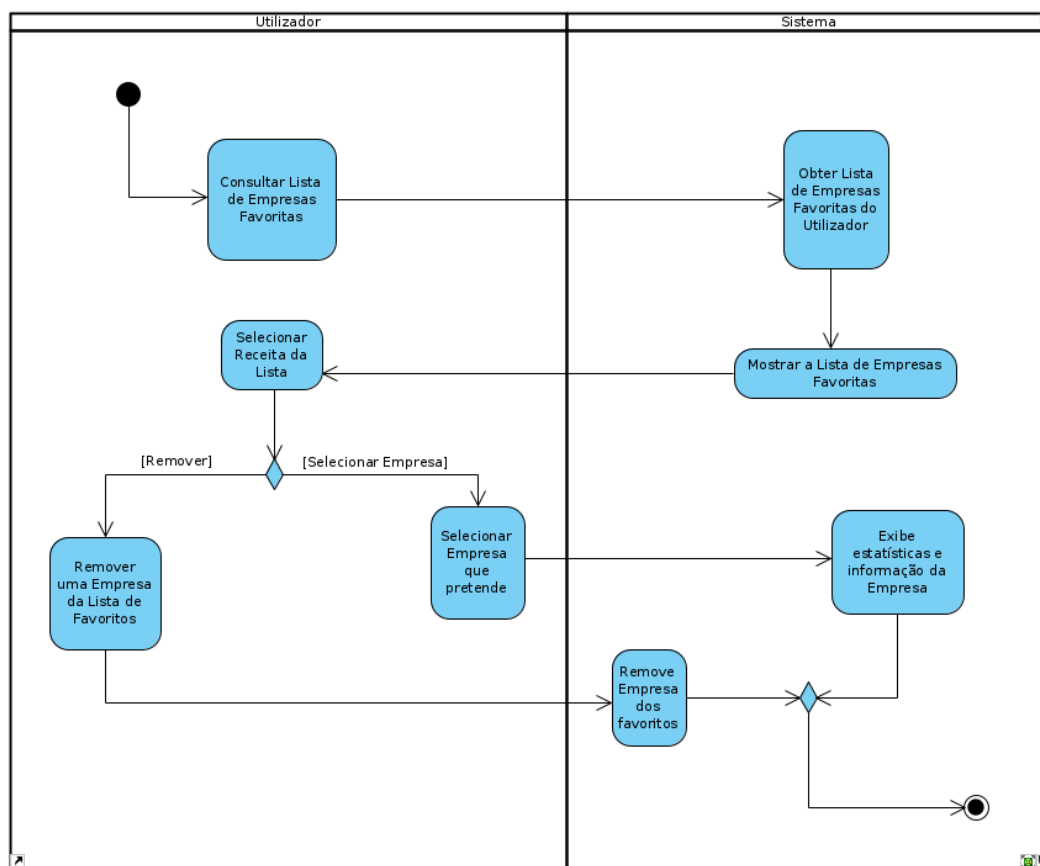 Utilizador
Sistema
Consultar Lista
de Empresas
Favoritas
Obter Lista
de Empresas
Favoritas do
Utilizador
Selecionar
Receita da
Lista
Mostrar a Lista de Empresas
Favoritas
[Remover]
[Selecionar Empresa]
Remover
uma Empresa
da Lista de
Favoritos
Selecionar
Empresa
que
pretende
Exibe
estatísticas e
informação da
Empresa
Remove
Empresa
dos
favoritos